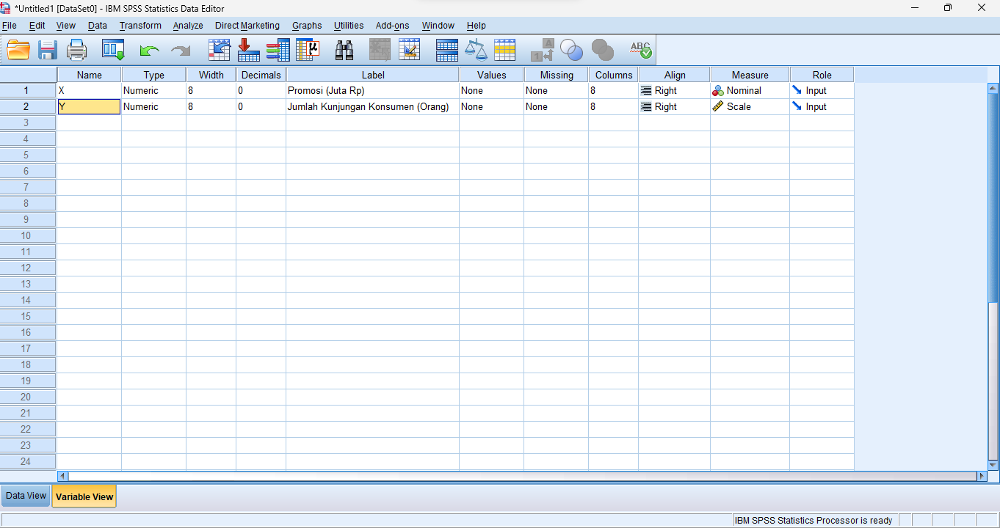 *Untitled1 [DataSet0] - IBM SPSS Statistics Data Editor
File Edit View Data Transform Analyze Direct Marketing Graphs Utilities Add-ons Window Help
μ A 1 ABC
Name Type Width Decimals Label Values Missing Columns Align Measure Role
1 X Numeric 8 0 Promosi (Juta Rp) None None 8 Right Nominal Input
2 Y Numeric 8 0 Jumlah Kunjungan Konsumen (Orang) None None 8 Right Scale Input
3
4
5
6
7
8
9
10
11
12
13
14
15
16
17
18
19
20
21
22
23
24
Data View Variable View
IBM SPSS Statistics Processor is ready